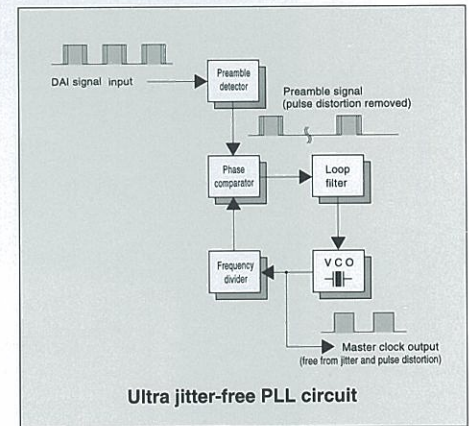 DAI signal input
Preamble
detector
Preamble signal
(pulse distortion removed)
Phase
comparator
Loop
filter
Frequency
divider
VCO
Master clock output
(free from jitter and pulse distortion)
Ultra jitter-free PLL circuit